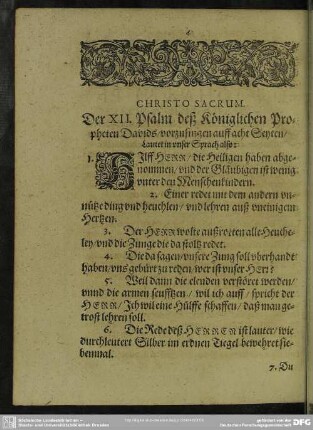 CHRISTO SACRUM.
Der XII. Psalm deß Königlichen Pro-
pheten Davids/ vorzusingen auff acht Seyten/
Lautet in unser Sprach also:
1. HIlff HERR/ die Heiligen haben abge-
nommen/ und der Gläubigen ist wenig
unter den Menschenkindern.
2. Einer redet mit dem andern un-
nütze ding und heuchlen/ und lehren auß uneinigem
Hertzen.
3. Der HERR wolte außrotten alle Heuche-
ley/ und die Zunge die da stoltz redet.
4. Die da sagen/ unsere Zung soll uberhandt
haben/ uns gebürt zu reden/ wer ist unser HErr?
5. Weil dann die elenden verstöret werden/
unnd die armen seufftzen/ will ich auff/ spricht der
HERR/ Ich wil eine Hülffe schaffen/ daß man ge-
trost lehren soll.
6. Die Rede deß HERREN ist lauter/ wie
durchleutert Silber im erdnen Tiegel bewehret sie-
benmal.
7. Du